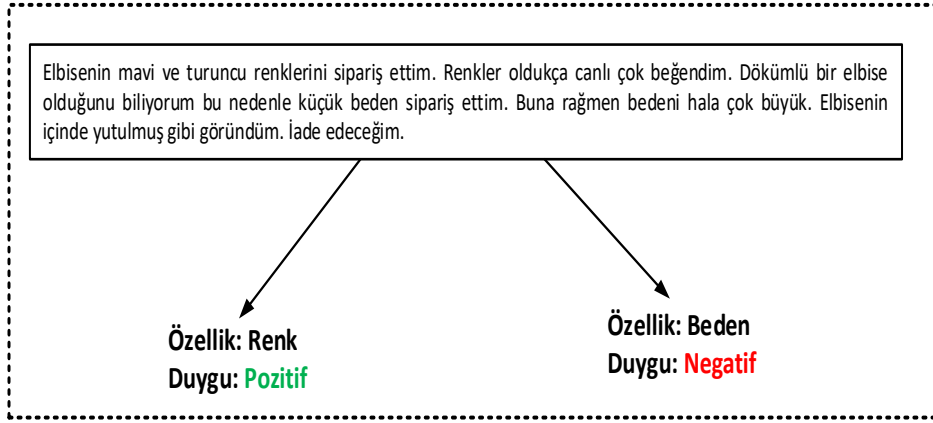 Elbisenin mavi ve turuncu renklerini sipariş ettim. Renkler oldukça canlı çok beğendim. Dökümlü bir elbise
olduğunu biliyorum bu nedenle küçük beden sipariş ettim. Buna rağmen bedeni hala çok büyük. Elbisenin
içinde yutulmuş gibi göründüm. İade edeceğim.
Özellik: Renk
Duygu: Pozitif
Özellik: Beden
Duygu: Negatif